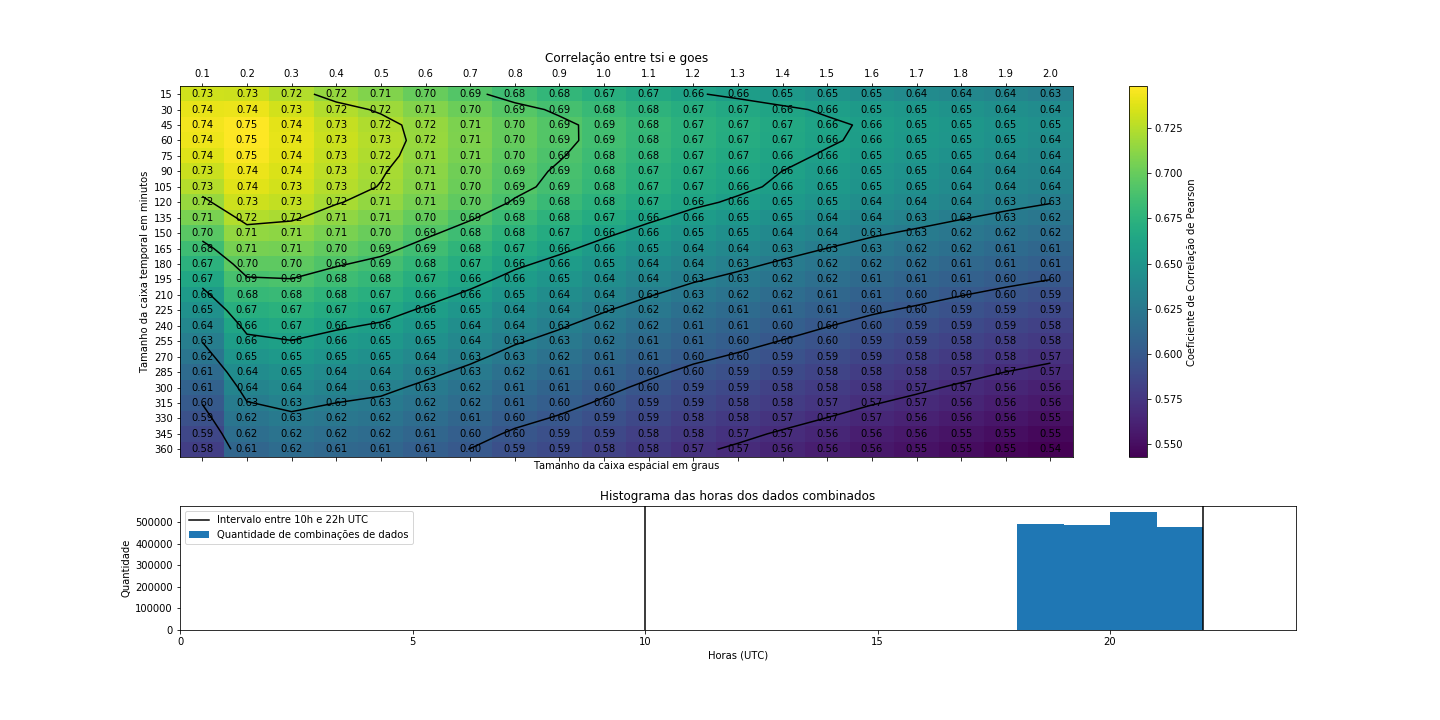 Correlação entre tsi e goes
0.1 0.2 0.3 0.4 0.5 0.6 0.7 0.8 0.9 1.0 1.1 1.2 1.3 1.4 1.5 1.6 1.7 1.8 1.9 2.0
15 0.73 0.73 0.72 0.72 0.71 0.70 0.69 0.68 0.68 0.67 0.67 0.66 0.66 0.65 0.65 0.65 0.64 0.64 0.64 0.63
30 0.74 0.74 0.73 0.72 0.72 0.71 0.70 0.69 0.69 0.68 0.68 0.67 0.67 0.66 0.66 0.65 0.65 0.65 0.64 0.64
45 0.74 0.75 0.74 0.73 0.72 0.72 0.71 0.70 0.69 0.69 0.68 0.67 0.67 0.67 0.66 0.66 0.65 0.65 0.65 0.65
60 0.74 0.75 0.74 0.73 0.73 0.72 0.71 0.70 0.69 0.69 0.68 0.67 0.67 0.67 0.66 0.66 0.65 0.65 0.65 0.64
75 0.74 0.75 0.74 0.73 0.72 0.71 0.71 0.70 0.69 0.68 0.68 0.67 0.67 0.66 0.66 0.65 0.65 0.65 0.64 0.64
90 0.73 0.74 0.74 0.73 0.72 0.71 0.70 0.69 0.69 0.68 0.67 0.67 0.66 0.66 0.65 0.65 0.65 0.64 0.64 0.64
105 0.73 0.74 0.73 0.73 0.72 0.71 0.70 0.69 0.69 0.68 0.67 0.67 0.66 0.66 0.65 0.65 0.65 0.64 0.64 0.64
120 0.72 0.73 0.73 0.72 0.71 0.71 0.70 0.69 0.68 0.68 0.67 0.66 0.66 0.65 0.65 0.64 0.64 0.64 0.63 0.63
135 0.71 0.72 0.72 0.71 0.71 0.70 0.69 0.68 0.68 0.67 0.66 0.66 0.65 0.65 0.64 0.64 0.63 0.63 0.63 0.62
150 0.70 0.71 0.71 0.71 0.70 0.69 0.68 0.68 0.67 0.66 0.66 0.65 0.65 0.64 0.64 0.63 0.63 0.62 0.62 0.62
165 0.68 0.71 0.71 0.70 0.69 0.69 0.68 0.67 0.66 0.66 0.65 0.64 0.64 0.63 0.63 0.63 0.62 0.62 0.61 0.61
180 0.67 0.70 0.70 0.69 0.69 0.68 0.67 0.66 0.66 0.65 0.64 0.64 0.63 0.63 0.62 0.62 0.62 0.61 0.61 0.61
195 0.67 0.69 0.69 0.68 0.68 0.67 0.66 0.66 0.65 0.64 0.64 0.63 0.63 0.62 0.62 0.61 0.61 0.61 0.60 0.60
210 0.66 0.68 0.68 0.68 0.67 0.66 0.66 0.65 0.64 0.64 0.63 0.63 0.62 0.62 0.61 0.61 0.60 0.60 0.60 0.59
225 0.65 0.67 0.67 0.67 0.67 0.66 0.65 0.64 0.64 0.63 0.62 0.62 0.61 0.61 0.61 0.60 0.60 0.59 0.59 0.59
240 0.64 0.66 0.67 0.66 0.66 0.65 0.64 0.64 0.63 0.62 0.62 0.61 0.61 0.60 0.60 0.60 0.59 0.59 0.59 0.58
255 0.63 0.66 0.66 0.66 0.65 0.65 0.64 0.63 0.63 0.62 0.61 0.61 0.60 0.60 0.60 0.59 0.59 0.58 0.58 0.58
270 0.62 0.65 0.65 0.65 0.65 0.64 0.63 0.63 0.62 0.61 0.61 0.60 0.60 0.59 0.59 0.59 0.58 0.58 0.58 0.57
285 0.61 0.64 0.65 0.64 0.64 0.63 0.63 0.62 0.61 0.61 0.60 0.60 0.59 0.59 0.58 0.58 0.58 0.57 0.57 0.57
300 0.61 0.64 0.64 0.64 0.63 0.63 0.62 0.61 0.61 0.60 0.60 0.59 0.59 0.58 0.58 0.58 0.57 0.57 0.56 0.56
315 0.60 0.63 0.63 0.63 0.63 0.62 0.62 0.61 0.60 0.60 0.59 0.59 0.58 0.58 0.58 0.57 0.57 0.56 0.56 0.56
330 0.59 0.62 0.63 0.62 0.62 0.62 0.61 0.60 0.60 0.59 0.59 0.58 0.58 0.57 0.57 0.57 0.56 0.56 0.56 0.55
345 0.59 0.62 0.62 0.62 0.62 0.61 0.60 0.60 0.59 0.59 0.58 0.58 0.57 0.57 0.56 0.56 0.56 0.55 0.55 0.55
360 0.58 0.61 0.62 0.61 0.61 0.61 0.60 0.59 0.59 0.58 0.58 0.57 0.57 0.56 0.56 0.56 0.55 0.55 0.55 0.54
Tamanho da caixa temporal em minutos
Tamanho da caixa espacial em graus
0.725
0.700
0.675
0.650
0.625
0.600
0.575
0.550
Coeficiente de Correlação de Pearson
Histograma das horas dos dados combinados
Intervalo entre 10h e 22h UTC
Quantidade de combinações de dados
500000
400000
300000
200000
100000
0
Quantidade
0 5 10 15 20
Horas (UTC)